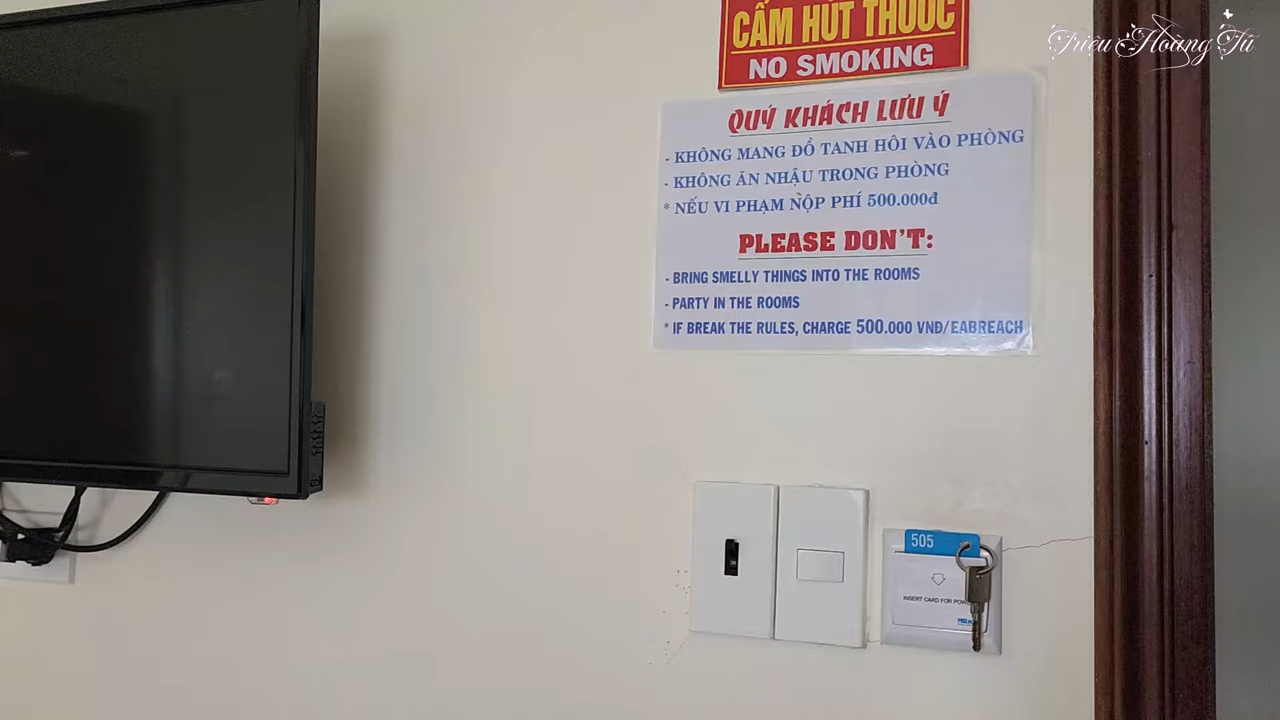 Triệu Hoàng Tú
CẤM HÚT THUỐC
NO SMOKING
QUÝ KHÁCH LƯU Ý
- KHÔNG MANG ĐỒ TANH HÔI VÀO PHÒNG
- KHÔNG ĂN NHẬU TRONG PHÒNG
* NẾU VI PHẠM NỘP PHÍ 500.000đ
PLEASE DON'T:
- BRING SMELLY THINGS INTO THE ROOMS
- PARTY IN THE ROOMS
* IF BREAK THE RULES, CHARGE 500.000 VNĐ/EABREACH
505
INSERT CARD FOR